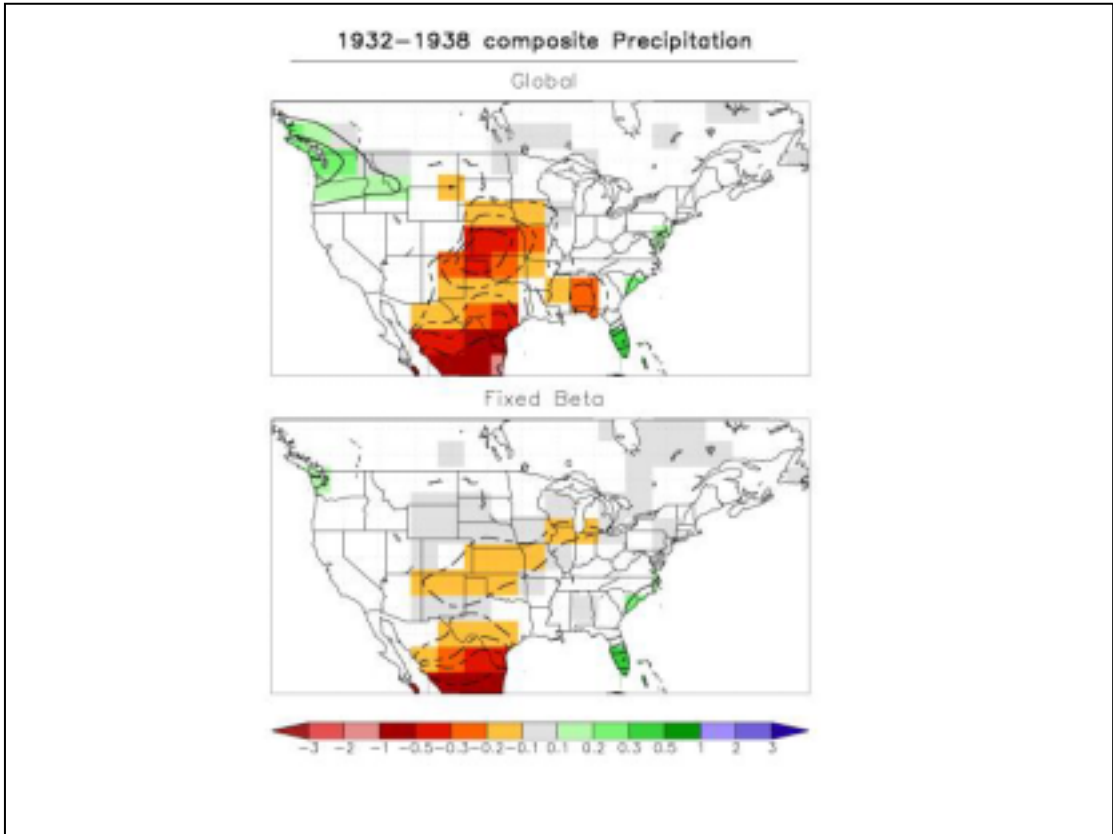 1932-1938 composite Precipitation
Global
Fixed Beta
-3 -2 -1 -0.5 -0.3 -0.2 -0.1 0.1 0.2 0.3 0.5 1 2 3